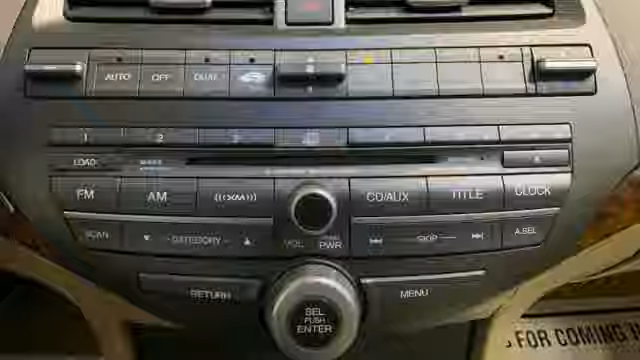 AUTO OFF DUAL
1 2 3
LOAD
FM AM ((XM)) CD/AUX TITLE CLOCK
SCAN ▼ - CATEGORY - ▲ VOL PWR |◀◀ SKIP ▶▶| A.SEL
RETURN MENU
SEL
PUSH
ENTER
FOR COMING